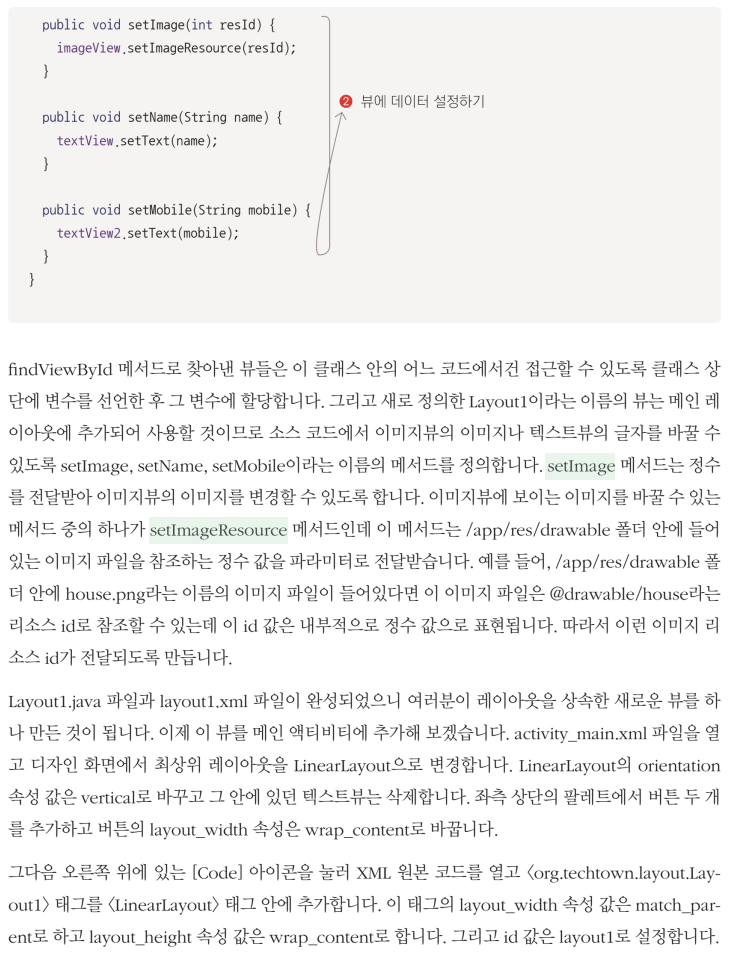 public void setImage(int resId) {
imageView.setImageResource(resId);
}
❷ 뷰에 데이터 설정하기
public void setName(String name) {
textView.setText(name);
}
public void setMobile(String mobile) {
textView2.setText(mobile);
}
}
findViewById 메서드로 찾아낸 뷰들은 이 클래스 안의 어느 코드에서건 접근할 수 있도록 클래스 상
단에 변수를 선언한 후 그 변수에 할당합니다. 그리고 새로 정의한 Layout1이라는 이름의 뷰는 메인 레
이아웃에 추가되어 사용할 것이므로 소스 코드에서 이미지뷰의 이미지나 텍스트뷰의 글자를 바꿀 수
있도록 setImage, setName, setMobile이라는 이름의 메서드를 정의합니다. setImage 메서드는 정수
를 전달받아 이미지뷰의 이미지를 변경할 수 있도록 합니다. 이미지뷰에 보이는 이미지를 바꿀 수 있는
메서드 중의 하나가 setImageResource 메서드인데 이 메서드는 /app/res/drawable 폴더 안에 들어
있는 이미지 파일을 참조하는 정수 값을 파라미터로 전달받습니다. 예를 들어, /app/res/drawable 폴
더 안에 house.png라는 이름의 이미지 파일이 들어있다면 이 이미지 파일은 @drawable/house라는
리소스 id로 참조할 수 있는데 이 id 값은 내부적으로 정수 값으로 표현됩니다. 따라서 이런 이미지 리
소스 id가 전달되도록 만듭니다.
Layout1.java 파일과 layout1.xml 파일이 완성되었으니 여러분이 레이아웃을 상속한 새로운 뷰를 하
나 만든 것이 됩니다. 이제 이 뷰를 메인 액티비티에 추가해 보겠습니다. activity_main.xml 파일을 열
고 디자인 화면에서 최상위 레이아웃을 LinearLayout으로 변경합니다. LinearLayout의 orientation
속성 값은 vertical로 바꾸고 그 안에 있던 텍스트뷰는 삭제합니다. 좌측 상단의 팔레트에서 버튼 두 개
를 추가하고 버튼의 layout_width 속성은 wrap_content로 바꿉니다.
그다음 오른쪽 위에 있는 [Code] 아이콘을 눌러 XML 원본 코드를 열고 〈org.techtown.layout.Lay-
out1〉 태그를 〈LinearLayout〉 태그 안에 추가합니다. 이 태그의 layout_width 속성 값은 match_par-
ent로 하고 layout_height 속성 값은 wrap_content로 합니다. 그리고 id 값은 layout1로 설정합니다.